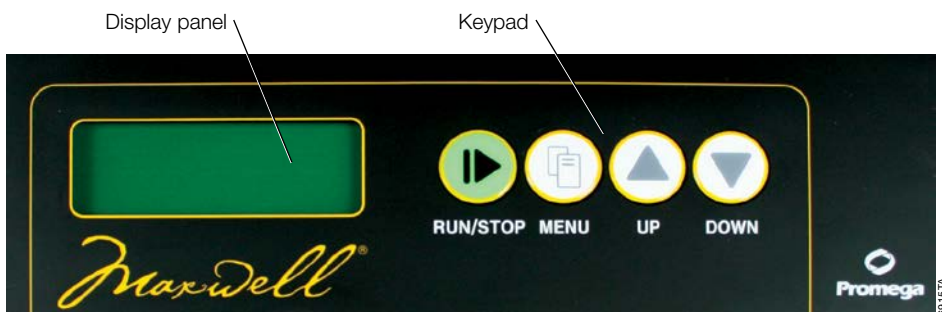 Display panel
Keypad
RUN/STOP MENU UP DOWN
Maxwell®
Promega